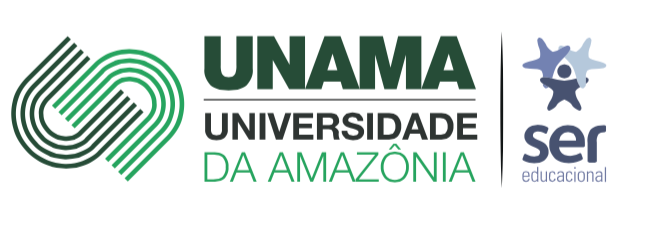 UNAMA
UNIVERSIDADE
DA AMAZÔNIA
ser
educacional